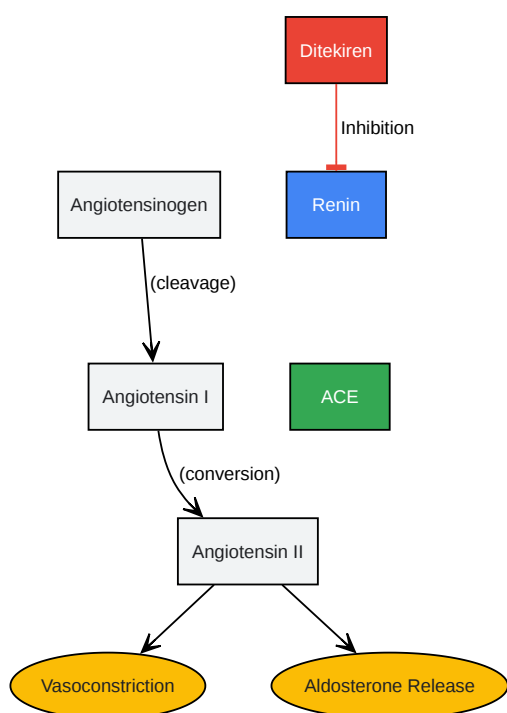 Ditekiren
Inhibition
Angiotensinogen
Renin
(cleavage)
Angiotensin I
ACE
(conversion)
Angiotensin II
Vasoconstriction
Aldosterone Release